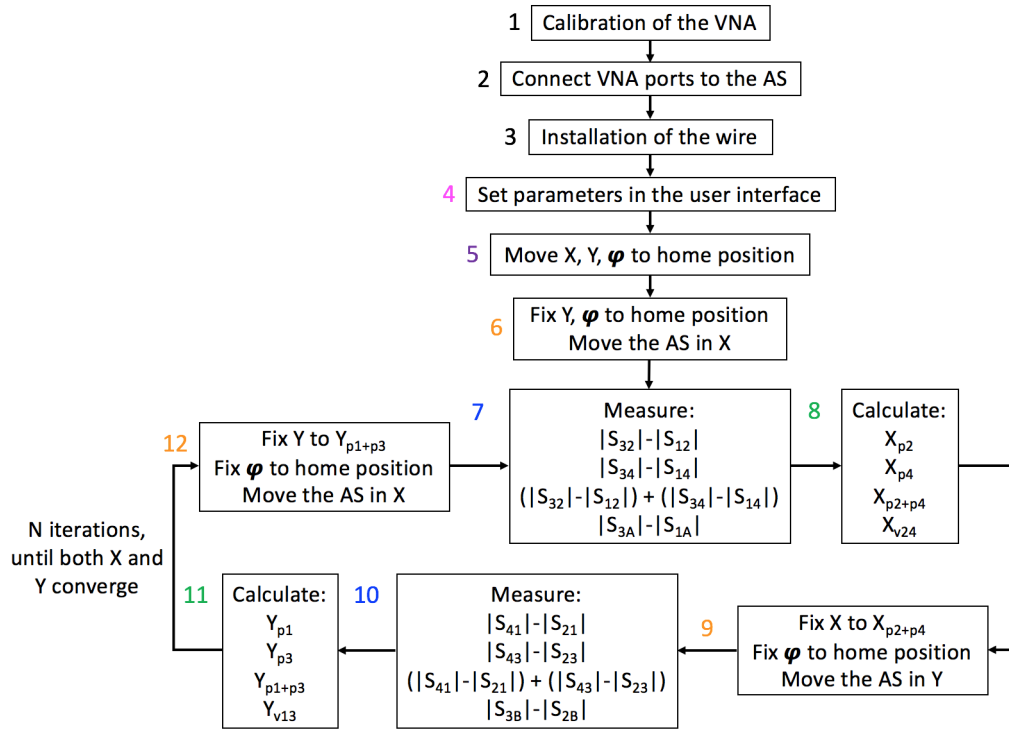 1 Calibration of the VNA
2 Connect VNA ports to the AS
3 Installation of the wire
4 Set parameters in the user interface
5 Move X, Y, φ to home position
6
Fix Y, φ to home position
Move the AS in X
7
Measure:
|S32|-|S12|
|S34|-|S14|
(|S32|-|S12|) + (|S34|-|S14|)
|S3A|-|S1A|
8
Calculate:
Xp2
Xp4
Xp2+p4
Xv24
9
Fix X to Xp2+p4
Fix φ to home position
Move the AS in Y
10
Measure:
|S41|-|S21|
|S43|-|S23|
(|S41|-|S21|) + (|S43|-|S23|)
|S3B|-|S2B|
11
Calculate:
Yp1
Yp3
Yp1+p3
Yv13
N iterations,
until both X and
Y converge
12
Fix Y to Yp1+p3
Fix φ to home position
Move the AS in X